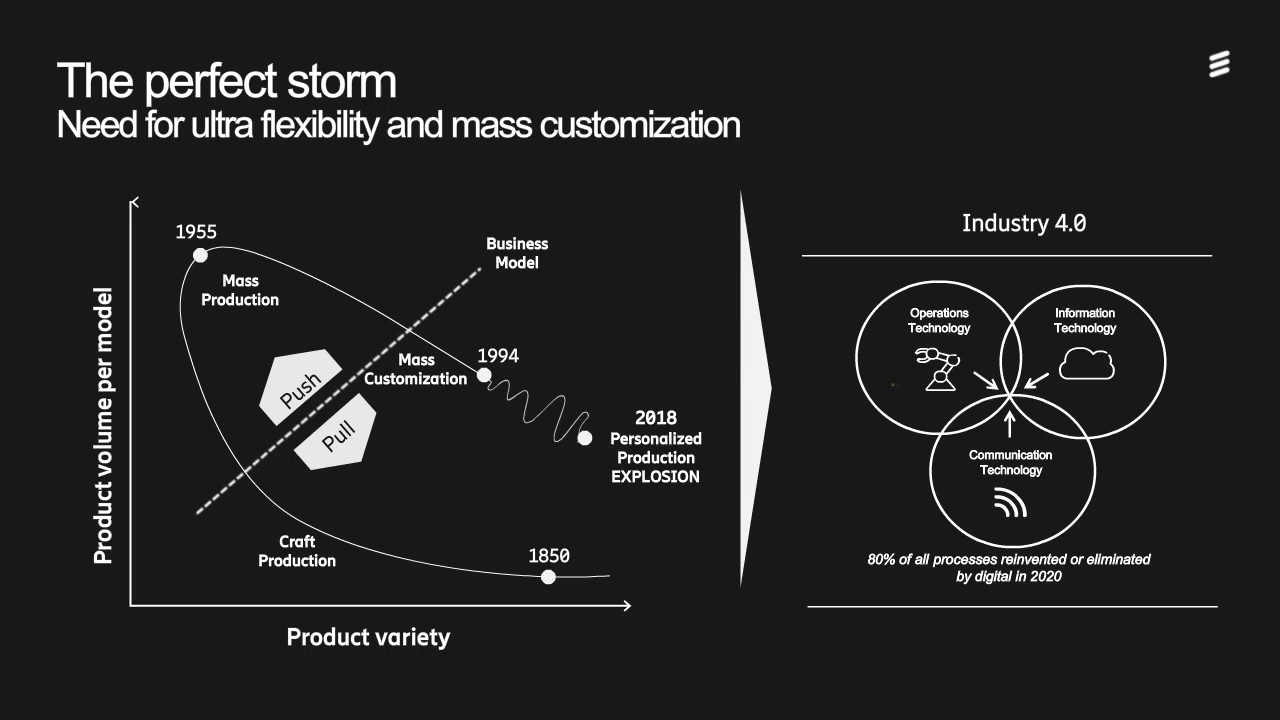 The perfect storm
Need for ultra flexibility and mass customization
Product volume per model
1955
Mass
Production
Business
Model
Push
Pull
Mass
Customization
1994
2018
Personalized
Production
EXPLOSION
Craft
Production
1850
Product variety
Industry 4.0
Operations
Technology
Information
Technology
Communication
Technology
80% of all processes reinvented or eliminated
by digital in 2020